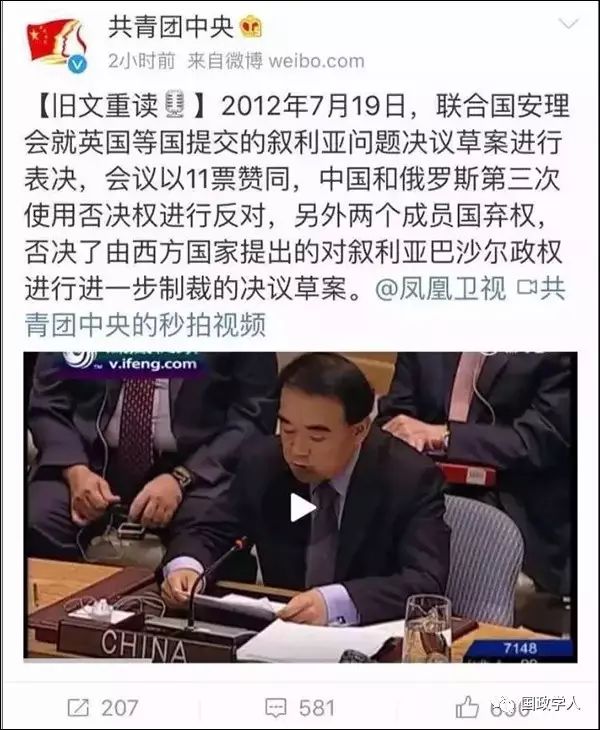 共青团中央
2小时前 来自微博 weibo.com
【旧文重读🎙】2012年7月19日，联合国安理
会就英国等国提交的叙利亚问题决议草案进行
表决，会议以11票赞同，中国和俄罗斯第三次
使用否决权进行反对，另外两个成员国弃权，
否决了由西方国家提出的对叙利亚巴沙尔政权
进行进一步制裁的决议草案。@凤凰卫视 共
青团中央的秒拍视频
v.ifeng.com
CHINA
7148
207
581
国政学人